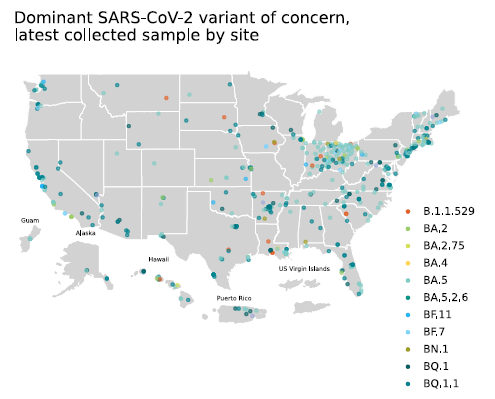 Dominant SARS-CoV-2 variant of concern,
latest collected sample by site
Guam
Alaska
Hawaii
US Virgin Islands
Puerto Rico
B.1.1.529
BA.2
BA.2.75
BA.4
BA.5
BA.5.2.6
BF.11
BF.7
BN.1
BQ.1
BQ.1.1